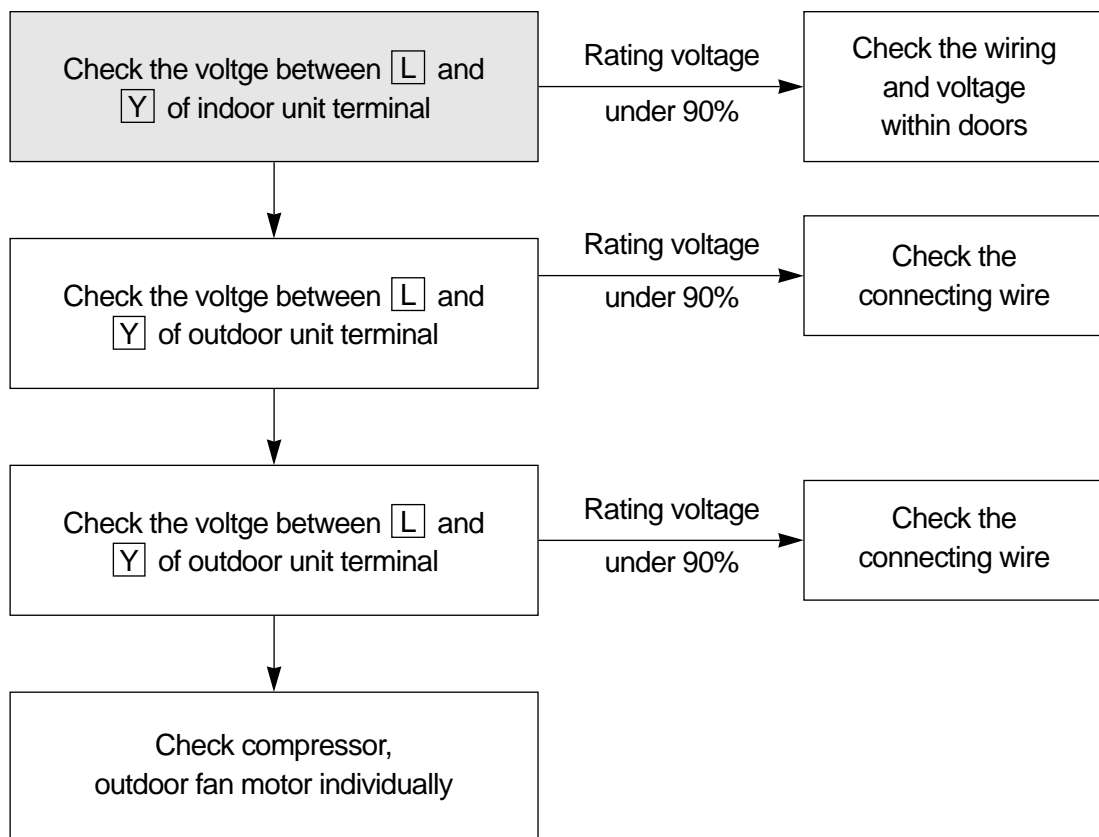 Check the voltge between L and
Y of indoor unit terminal
Rating voltage
under 90%
Check the wiring
and voltage
within doors
Check the voltge between L and
Y of outdoor unit terminal
Rating voltage
under 90%
Check the
connecting wire
Check the voltge between L and
Y of outdoor unit terminal
Rating voltage
under 90%
Check the
connecting wire
Check compressor,
outdoor fan motor individually